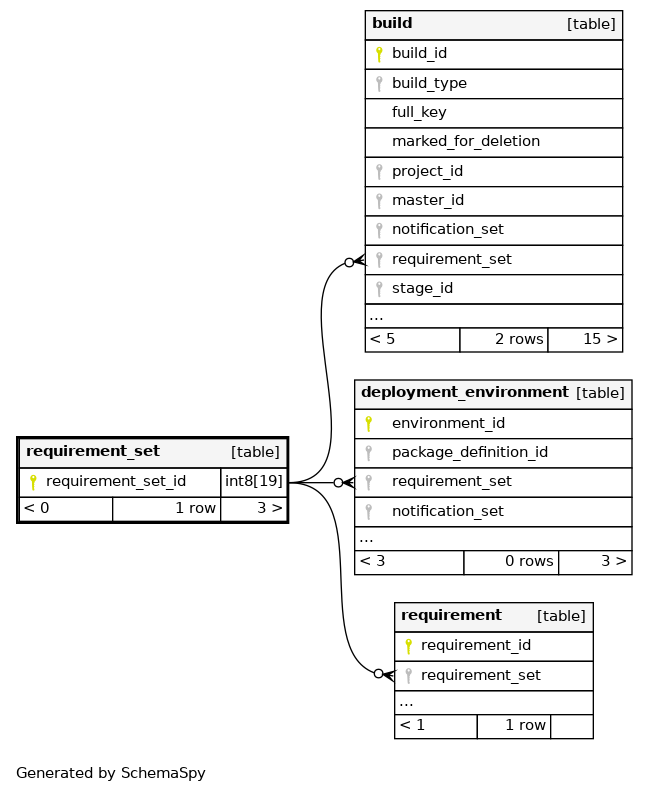 build [table]
build_id
build_type
full_key
marked_for_deletion
project_id
master_id
notification_set
requirement_set
stage_id
...
< 5 2 rows 15 >
deployment_environment [table]
environment_id
package_definition_id
requirement_set
notification_set
...
< 3 0 rows 3 >
requirement_set [table]
requirement_set_id int8[19]
< 0 1 row 3 >
requirement [table]
requirement_id
requirement_set
...
< 1 1 row
Generated by SchemaSpy